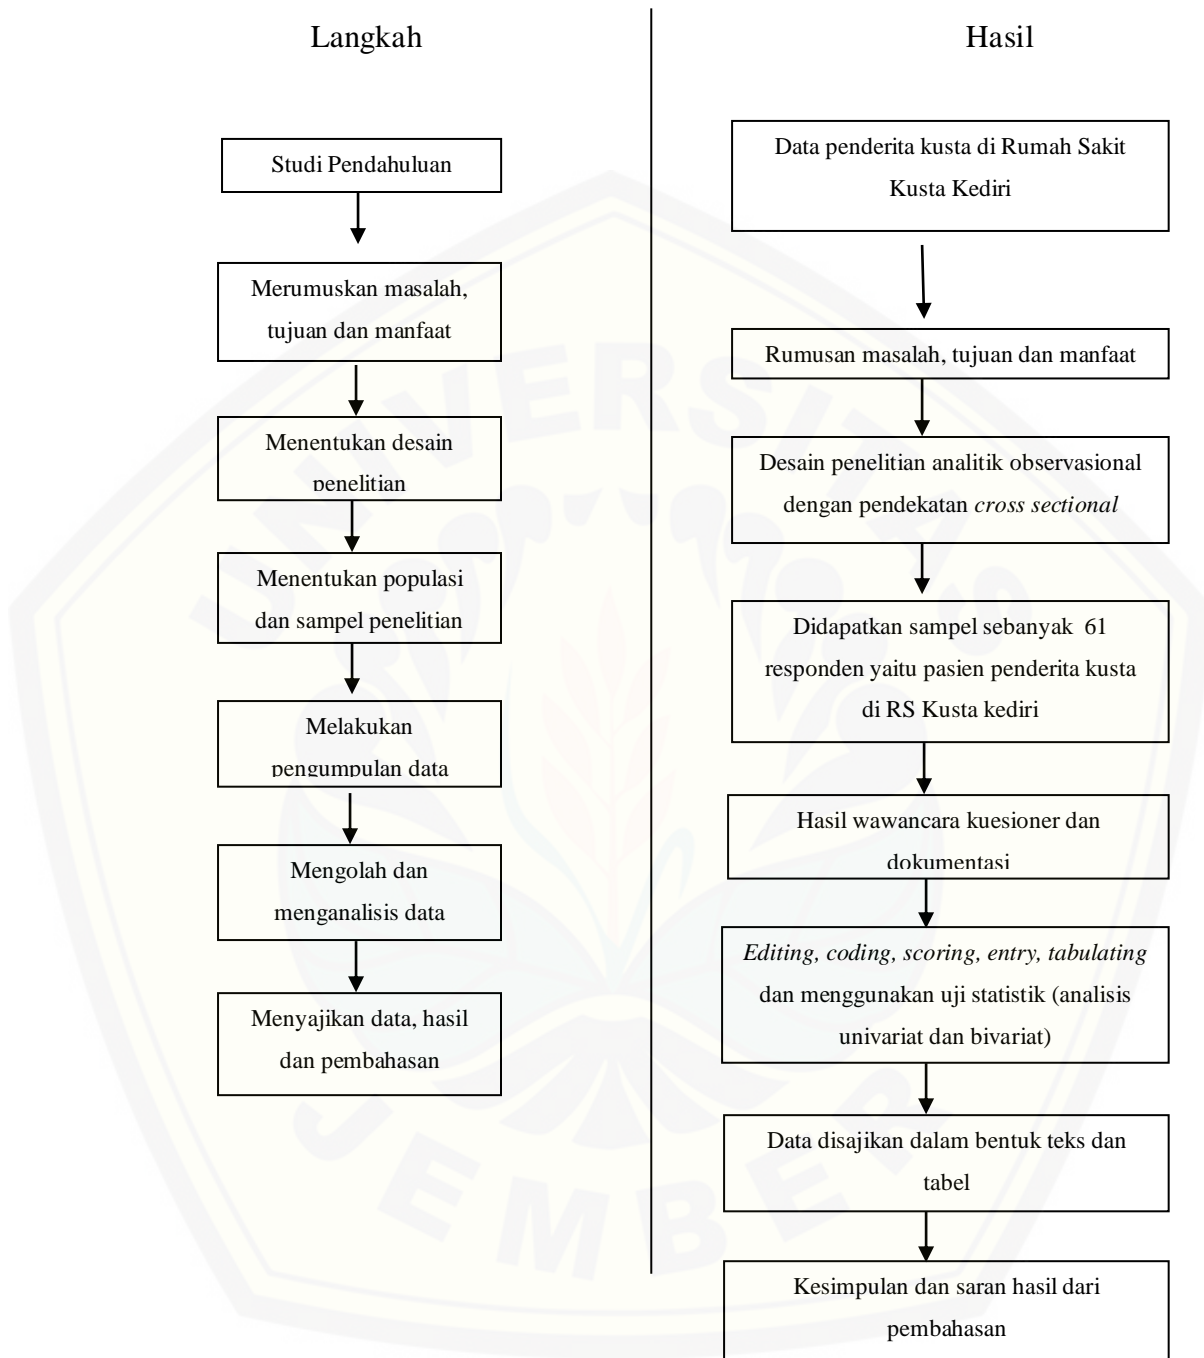 Langkah
Studi Pendahuluan
Merumuskan masalah,
tujuan dan manfaat
Menentukan desain
penelitian
Menentukan populasi
dan sampel penelitian
Melakukan
pengumpulan data
Mengolah dan
menganalisis data
Menyajikan data, hasil
dan pembahasan
Hasil
Data penderita kusta di Rumah Sakit
Kusta Kediri
Rumusan masalah, tujuan dan manfaat
Desain penelitian analitik observasional
dengan pendekatan cross sectional
Didapatkan sampel sebanyak 61
responden yaitu pasien penderita kusta
di RS Kusta kediri
Hasil wawancara kuesioner dan
dokumentasi
Editing, coding, scoring, entry, tabulating
dan menggunakan uji statistik (analisis
univariat dan bivariat)
Data disajikan dalam bentuk teks dan
tabel
Kesimpulan dan saran hasil dari
pembahasan
UNIVERSITAS
JEMBER